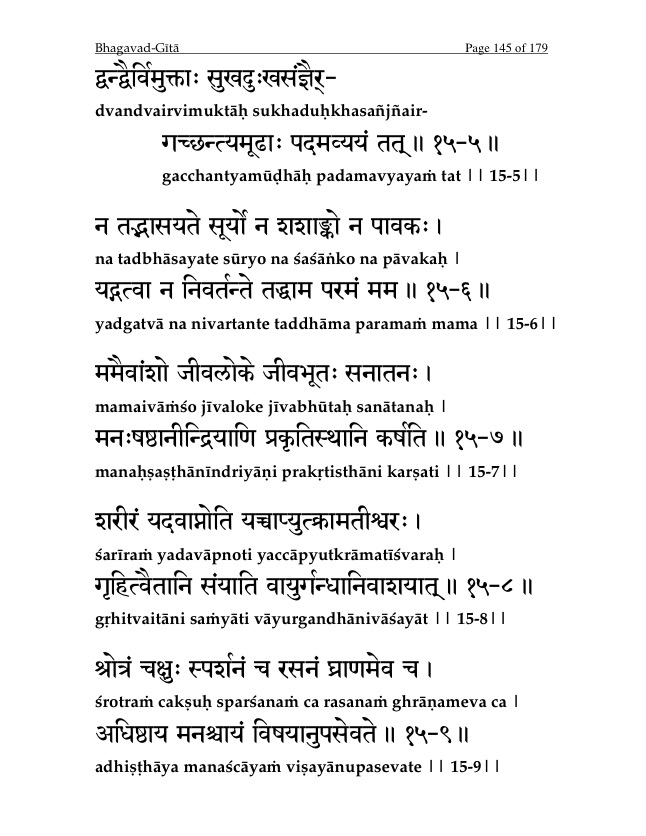 Bhagavad-Gītā Page 145 of 179
द्वन्द्वैर्विमुक्ताः सुखदुःखसंज्ञैर्-
dvandvairvimuktāḥ sukhaduḥkhasañjñair-
गच्छन्त्यमूढाः पदमव्ययं तत् ॥ १५-५ ॥
gacchantyamūḍhāḥ padamavyayaṁ tat || 15-5||
न तद्भासयते सूर्यो न शशाङ्को न पावकः ।
na tadbhāsayate sūryo na śaśāṅko na pāvakaḥ |
यद्गत्वा न निवर्तन्ते तद्धाम परमं मम ॥ १५-६ ॥
yadgatvā na nivartante taddhāma paramaṁ mama || 15-6||
ममैवांशो जीवलोके जीवभूतः सनातनः ।
mamaivāṁśo jīvaloke jīvabhūtaḥ sanātanaḥ |
मनःषष्ठानीन्द्रियाणि प्रकृतिस्थानि कर्षति ॥ १५-७ ॥
manaḥṣaṣṭhānīndriyāṇi prakṛtisthāni karṣati || 15-7||
शरीरं यदवाप्नोति यच्चाप्युत्क्रामतीश्वरः ।
śarīraṁ yadavāpnoti yaccāpyutkrāmatīśvaraḥ |
गृहित्वैतानि संयाति वायुर्गन्धानिवाशयात् ॥ १५-८ ॥
gṛhitvaitāni saṁyāti vāyurgandhānivāśayāt || 15-8||
श्रोत्रं चक्षुः स्पर्शनं च रसनं घ्राणमेव च ।
śrotraṁ cakṣuḥ sparśanaṁ ca rasanaṁ ghrāṇameva ca |
अधिष्ठाय मनश्चायं विषयानुपसेवते ॥ १५-९ ॥
adhiṣṭhāya manaścāyaṁ viṣayānupasevate || 15-9||